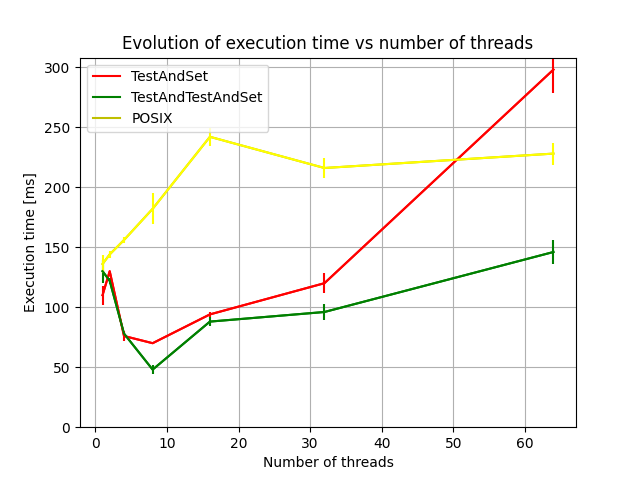 Evolution of execution time vs number of threads
TestAndSet
TestAndTestAndSet
POSIX
Execution time [ms]
300
250
200
150
100
50
0
0 10 20 30 40 50 60
Number of threads